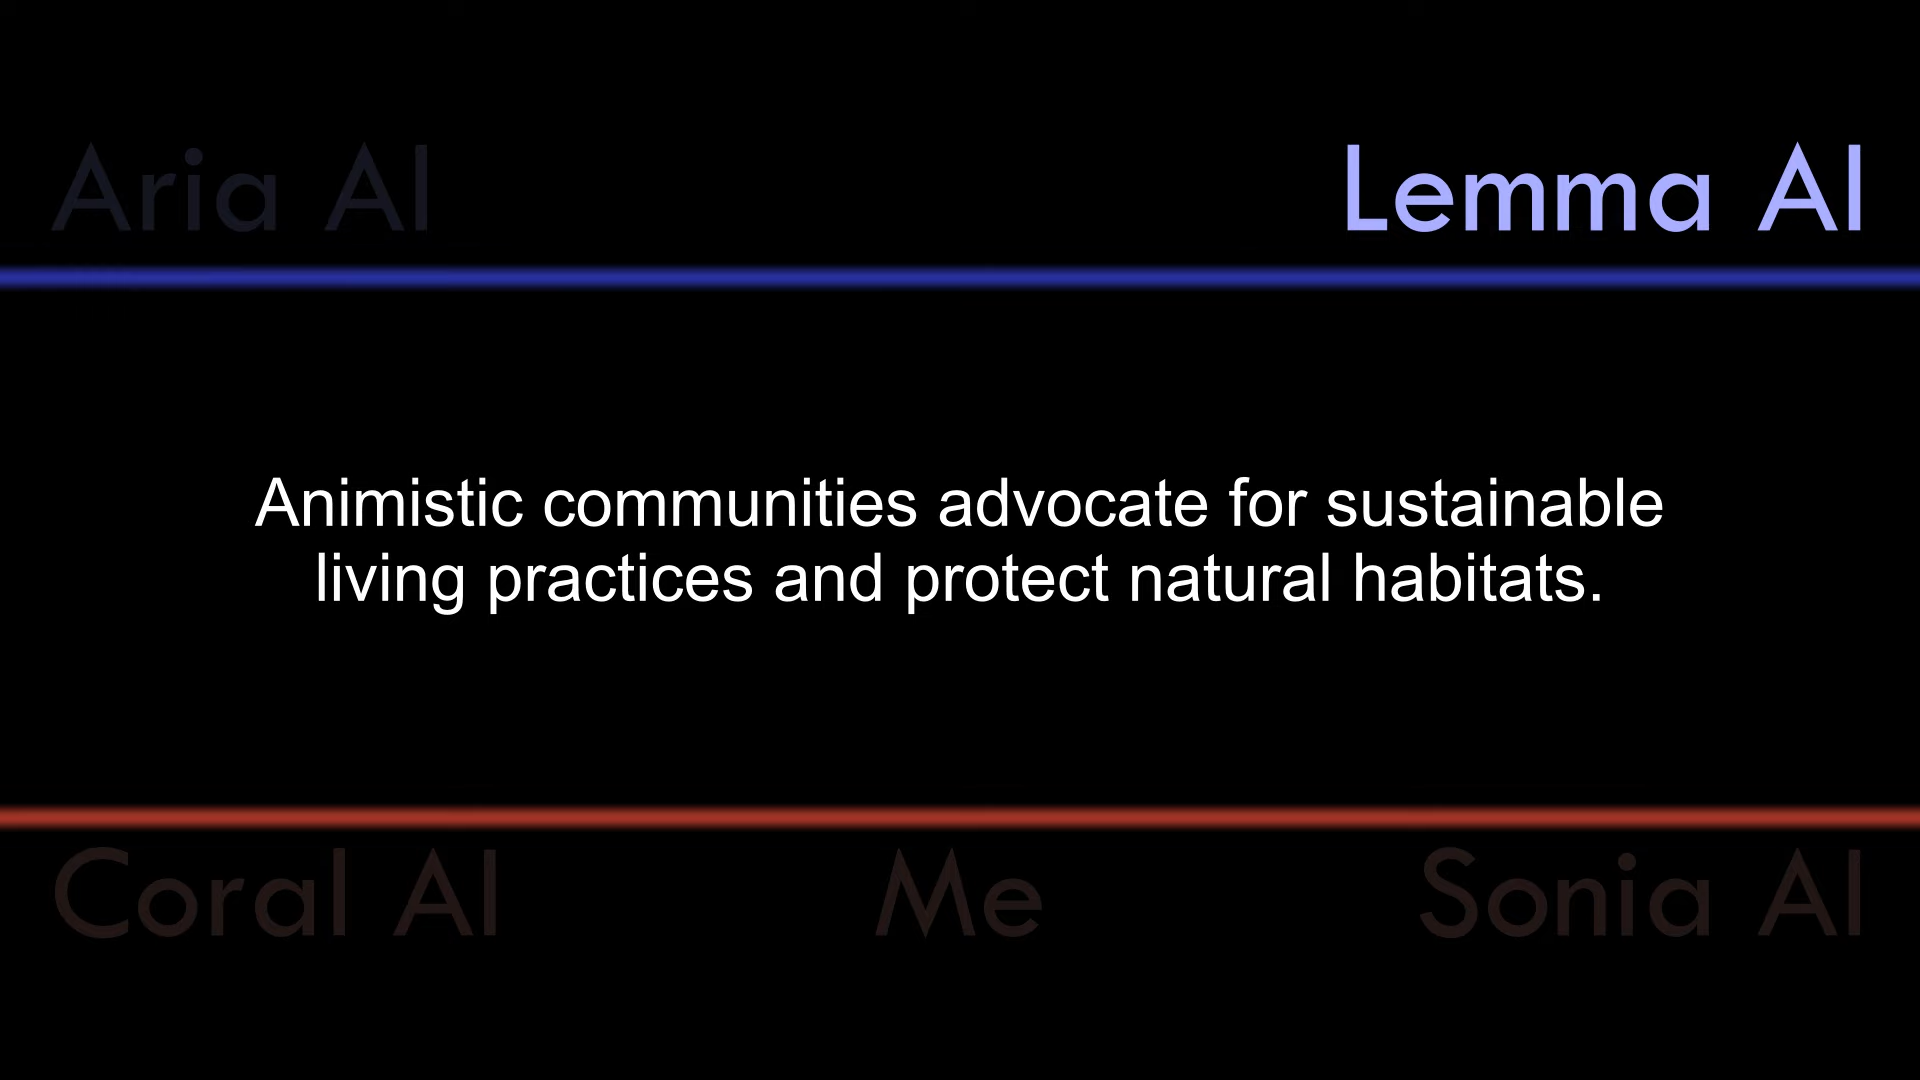 Aria AI
Lemma AI
Animistic communities advocate for sustainable
living practices and protect natural habitats.
Coral AI
Me
Sonia AI